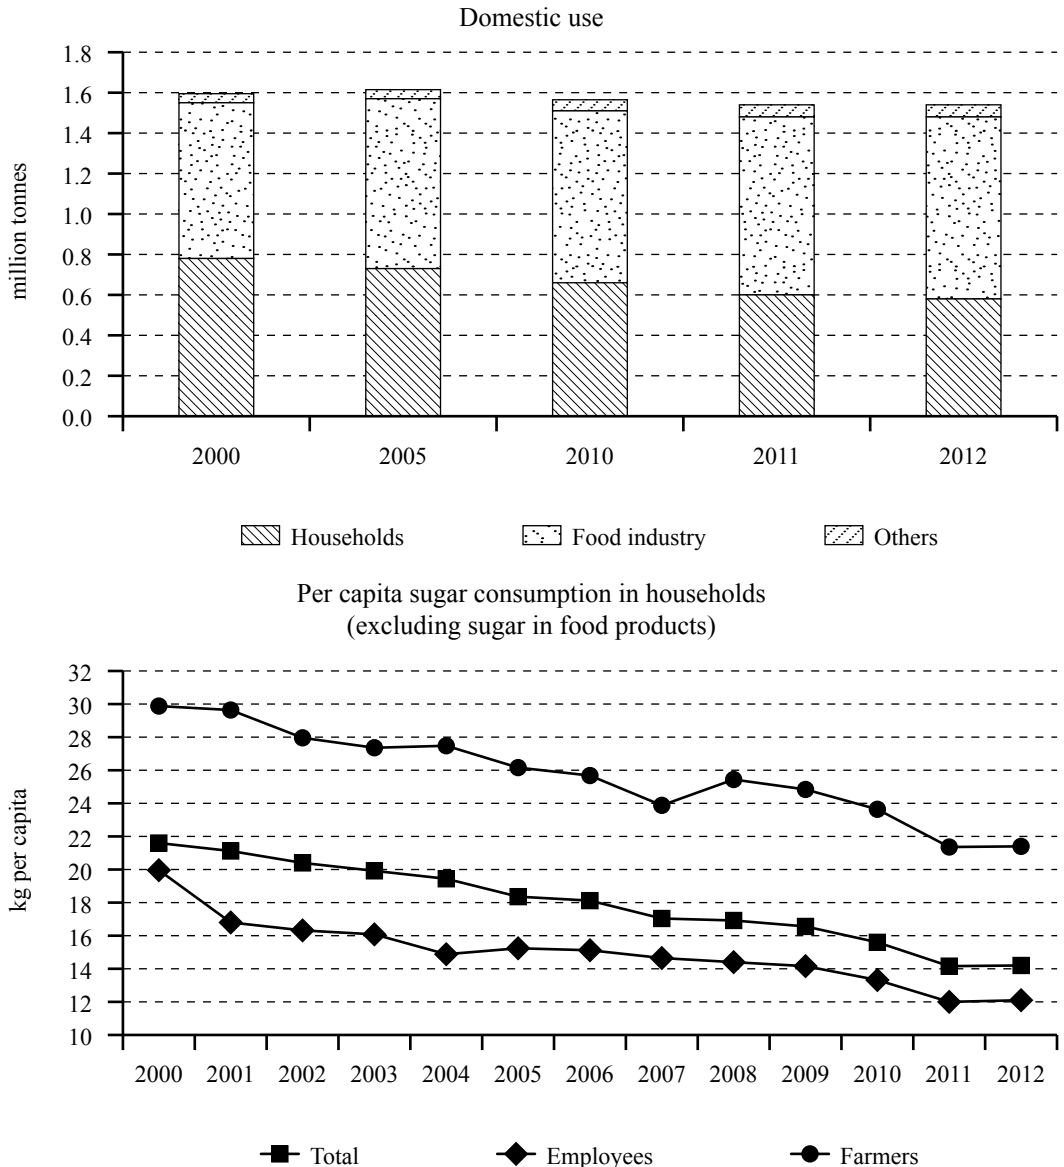 Domestic use
million tonnes
1.8
1.6
1.4
1.2
1.0
0.8
0.6
0.4
0.2
0.0
2000 2005 2010 2011 2012
Households Food industry Others
Per capita sugar consumption in households
(excluding sugar in food products)
kg per capita
32
30
28
26
24
22
20
18
16
14
12
10
2000 2001 2002 2003 2004 2005 2006 2007 2008 2009 2010 2011 2012
Total Employees Farmers